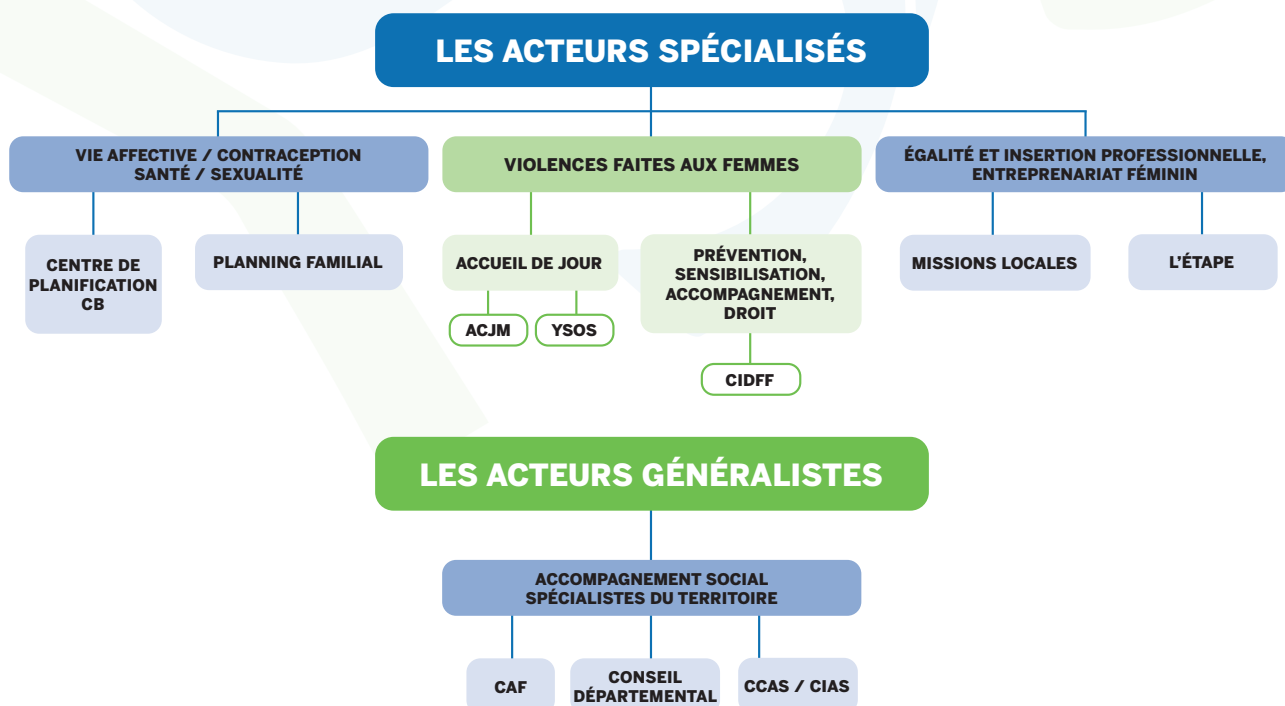 LES ACTEURS SPÉCIALISÉS
VIE AFFECTIVE / CONTRACEPTION
SANTÉ / SEXUALITÉ
VIOLENCES FAITES AUX FEMMES
ÉGALITÉ ET INSERTION PROFESSIONNELLE,
ENTREPRENARIAT FÉMININ
CENTRE DE
PLANIFICATION
CB
PLANNING FAMILIAL
ACCUEIL DE JOUR
PRÉVENTION,
SENSIBILISATION,
ACCOMPAGNEMENT,
DROIT
MISSIONS LOCALES
L'ÉTAPE
ACJM
YSOS
CIDFF
LES ACTEURS GÉNÉRALISTES
ACCOMPAGNEMENT SOCIAL
SPÉCIALISTES DU TERRITOIRE
CAF
CONSEIL
DÉPARTEMENTAL
CCAS / CIAS